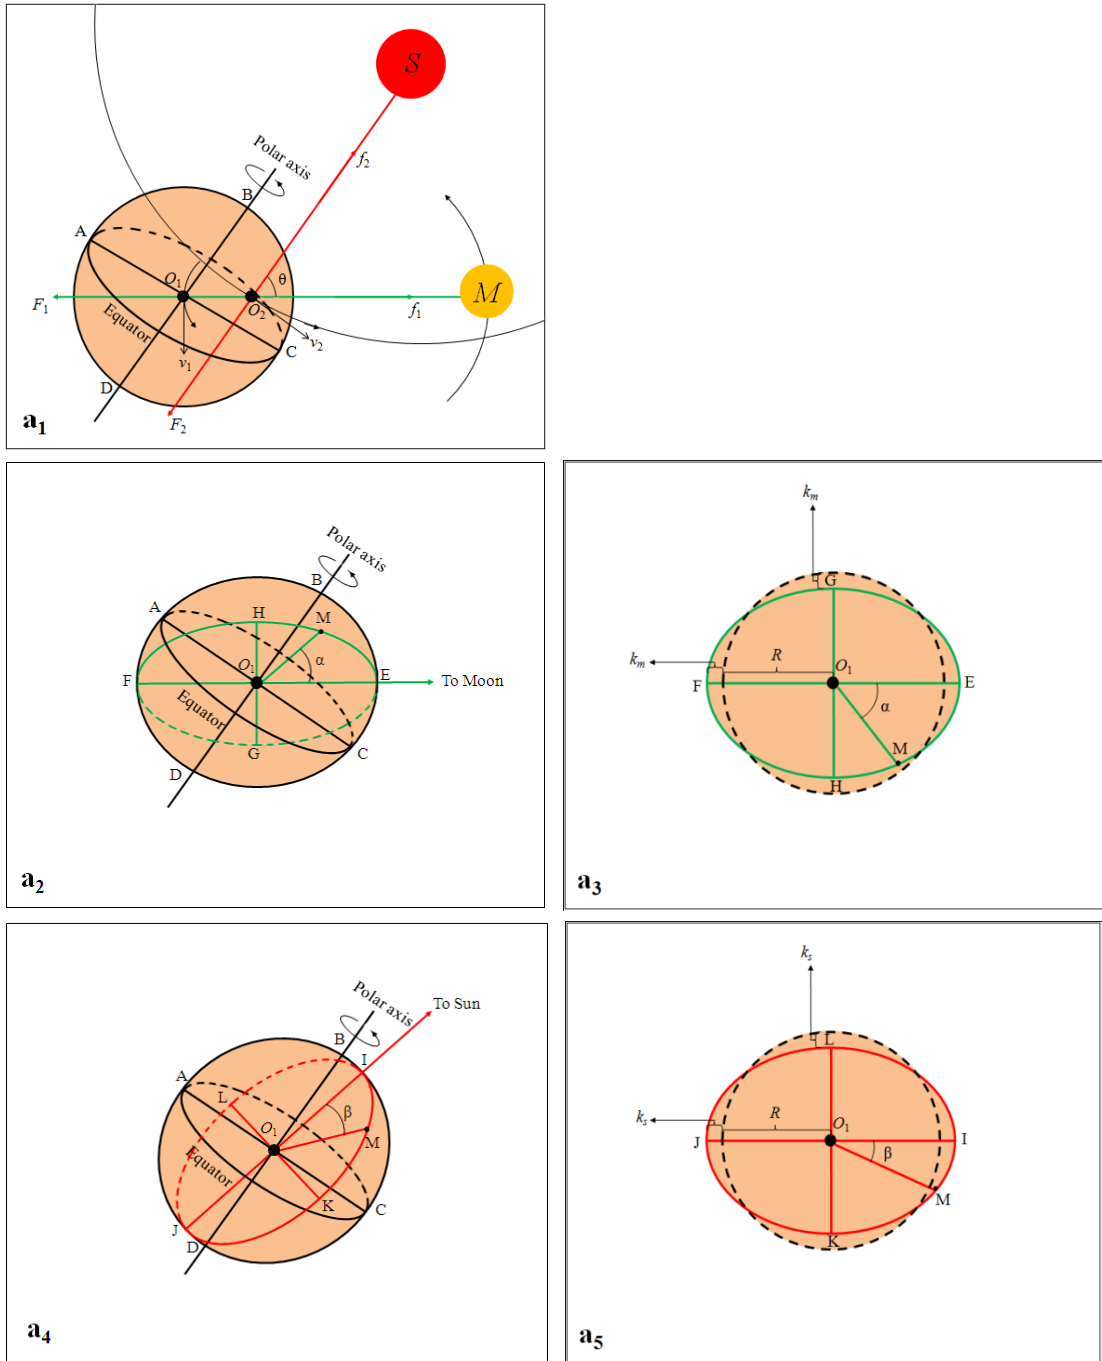 S
f2
Polar axis
B
A
θ
O1
M
F1
f1
O2
Equator
v2
C
v1
D
F2
a1
Polar axis
B
A
H
M
O1
α
F
E
To Moon
Equator
G
C
D
a2
km
G
km
R
O1
F
E
α
M
H
a3
Polar axis
To Sun
B
I
A
L
β
O1
M
Equator
K
C
J
D
a4
ks
L
ks
R
O1
J
I
β
M
K
a5